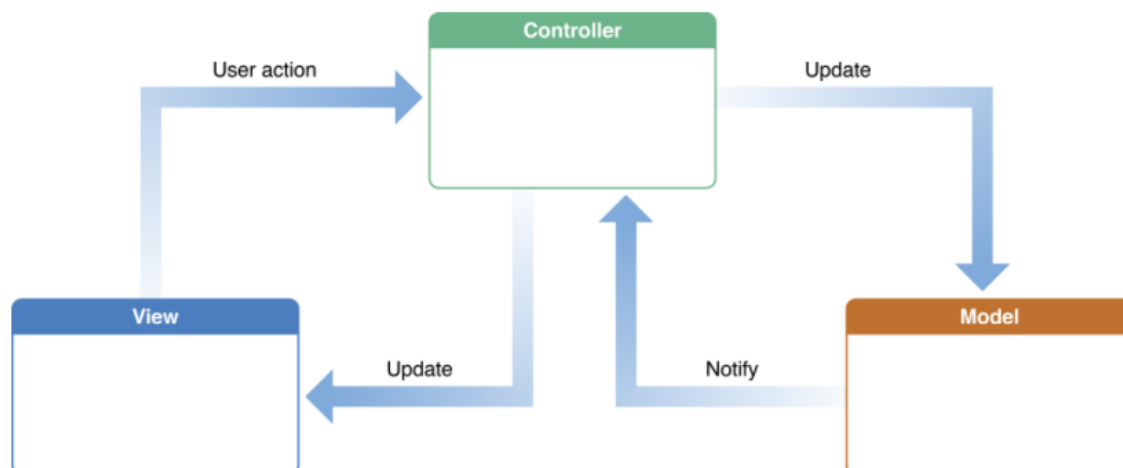 Controller
User action
Update
View
Model
Update
Notify